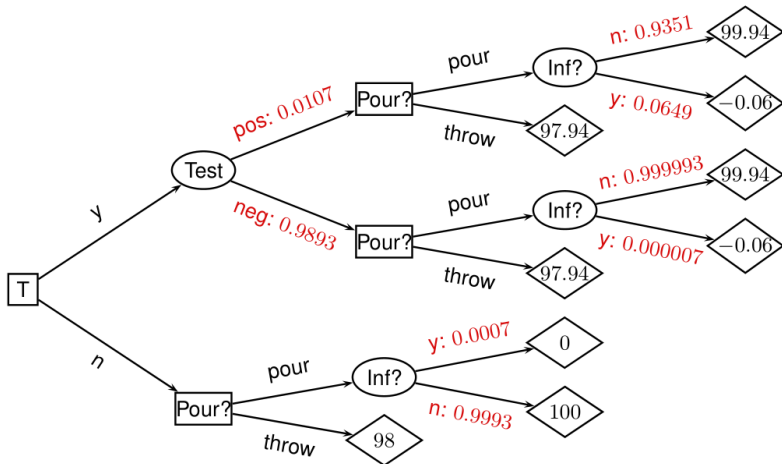 n: 0.9351
99.94
pour
Inf?
pos: 0.0107
Pour?
y: 0.0649
−0.06
throw
97.94
Test
n: 0.999993
99.94
y
pour
neg: 0.9893
Inf?
Pour?
y: 0.000007
−0.06
throw
97.94
T
n
y: 0.0007
0
pour
Inf?
Pour?
n: 0.9993
100
throw
98